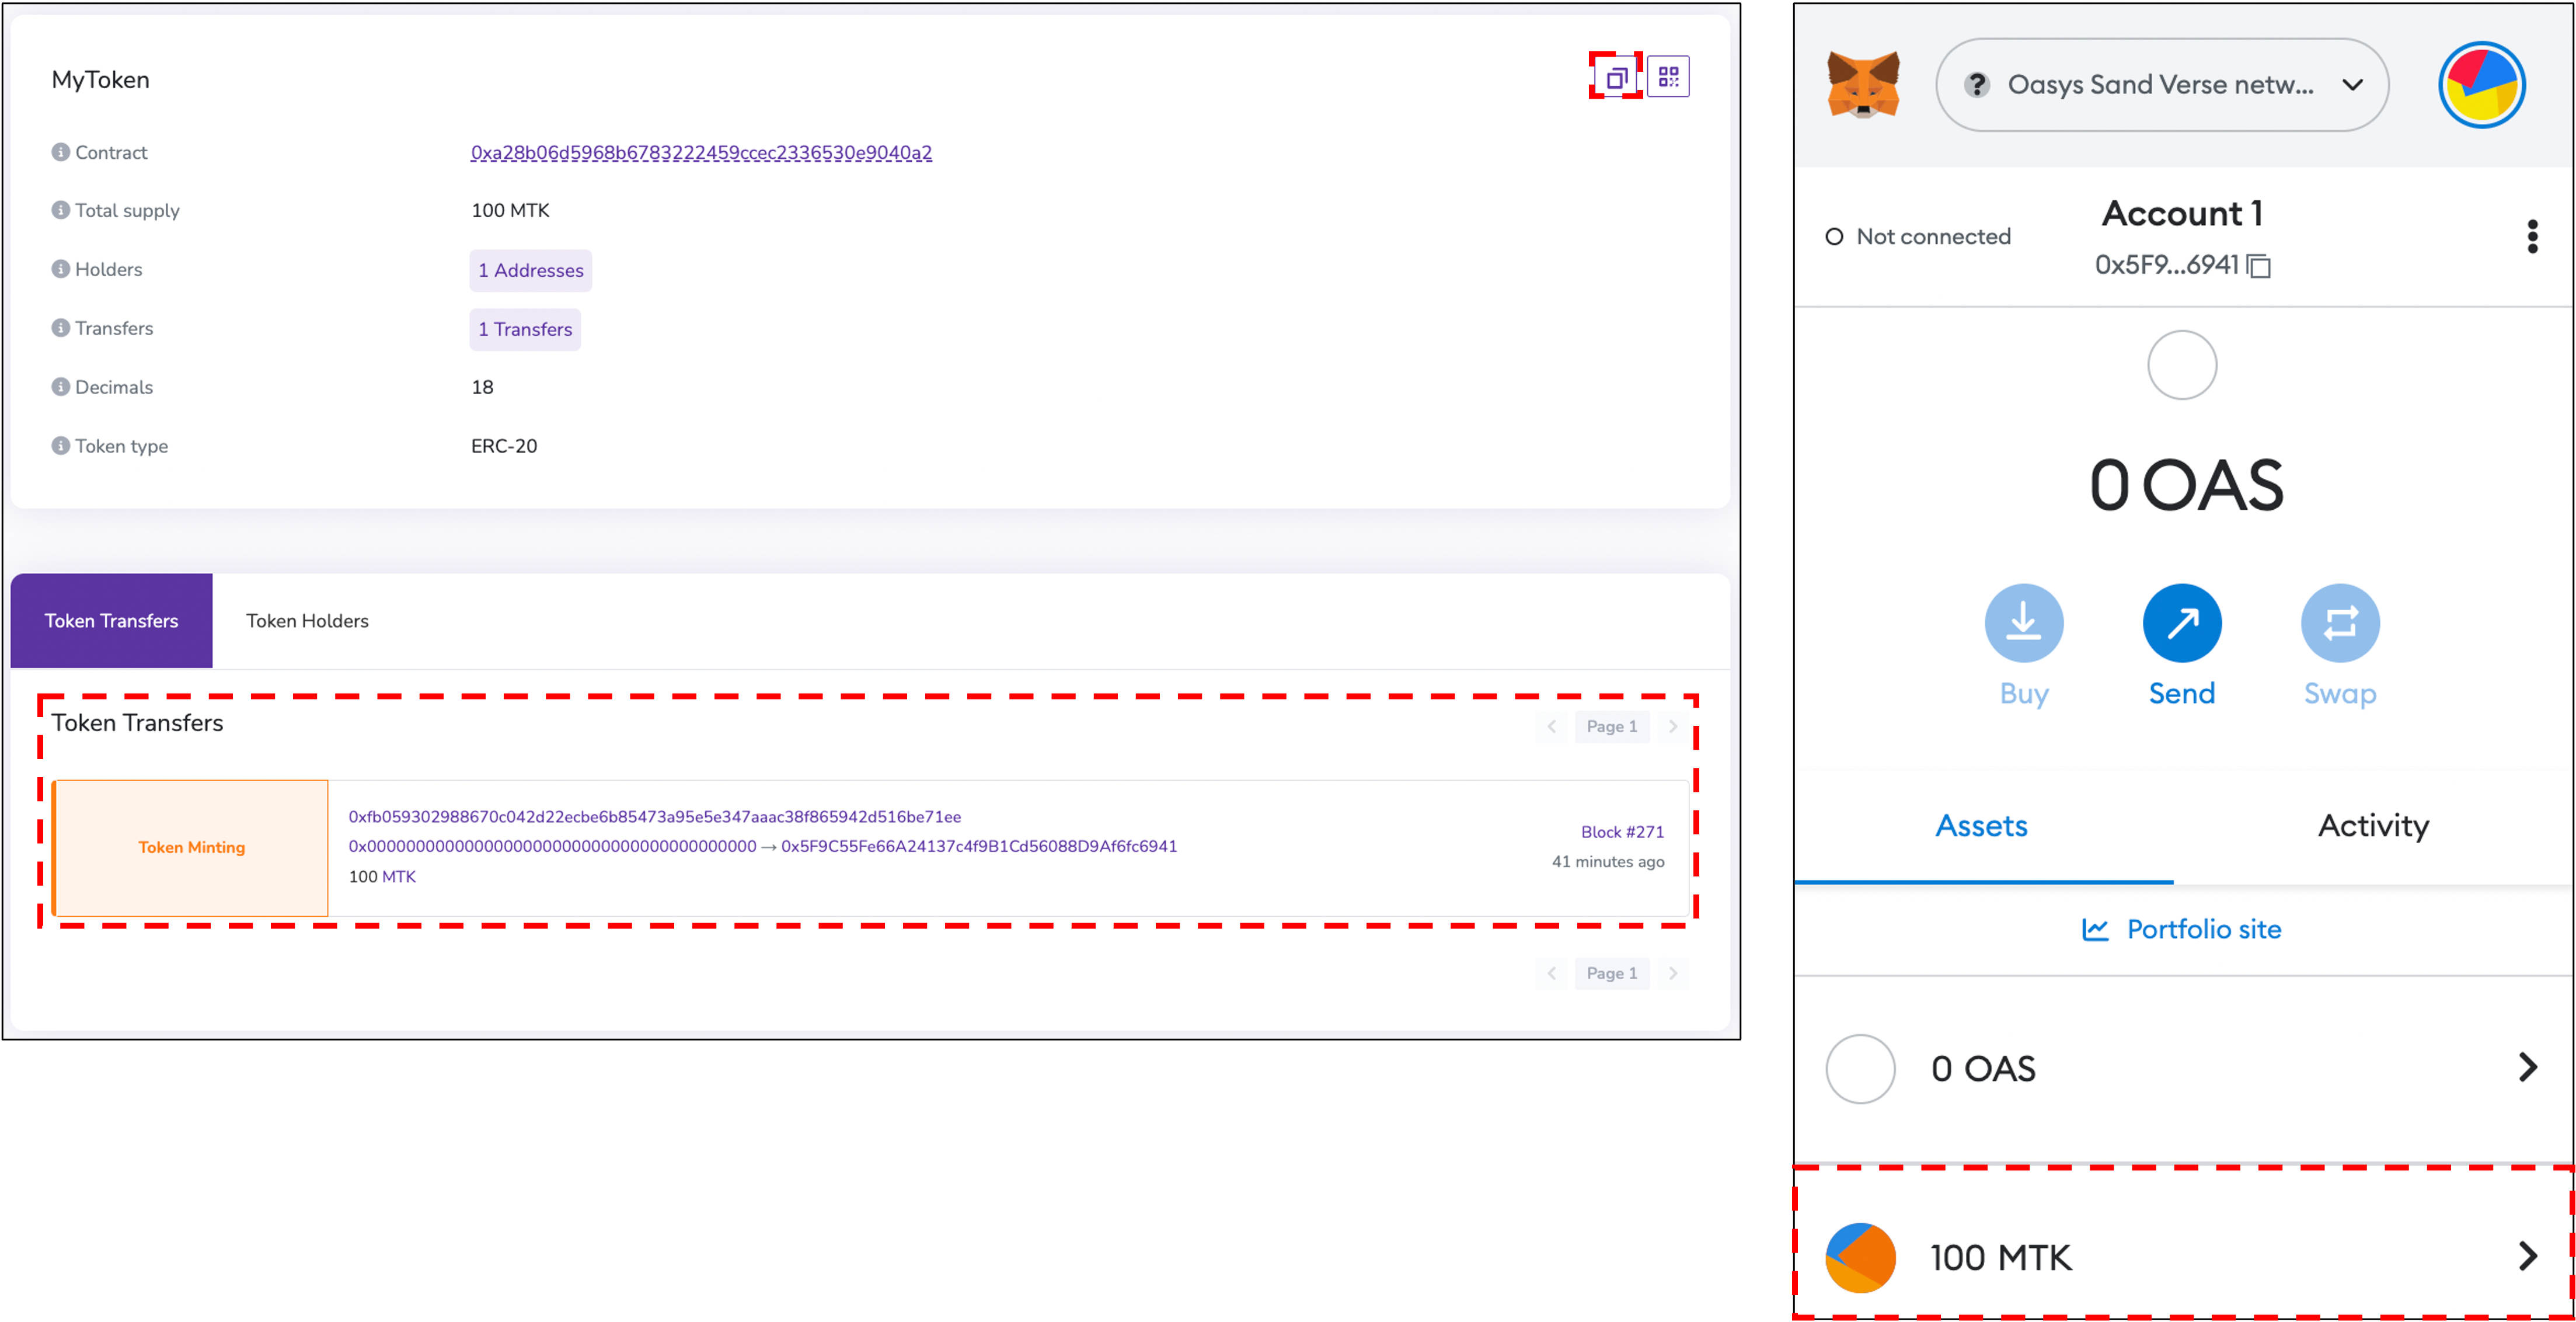 MyToken
Contract 0xa28b06d5968b6783222459ccec2336530e9040a2
Total supply 100 MTK
Holders 1 Addresses
Transfers 1 Transfers
Decimals 18
Token type ERC-20
Token Transfers Token Holders
Token Transfers
Page 1
Token Minting
0xfb059302988670c042d22ecbe6b85473a95e5e347aaac38f865942d516be71ee
0x0000000000000000000000000000000000000000 → 0x5F9C55Fe66A24137c4f9B1Cd56088D9Af6fc6941
100 MTK
Block #271
41 minutes ago
Page 1
? Oasys Sand Verse netw...
Not connected
Account 1
0x5F9...6941
0 OAS
Buy Send Swap
Assets Activity
Portfolio site
0 OAS
100 MTK